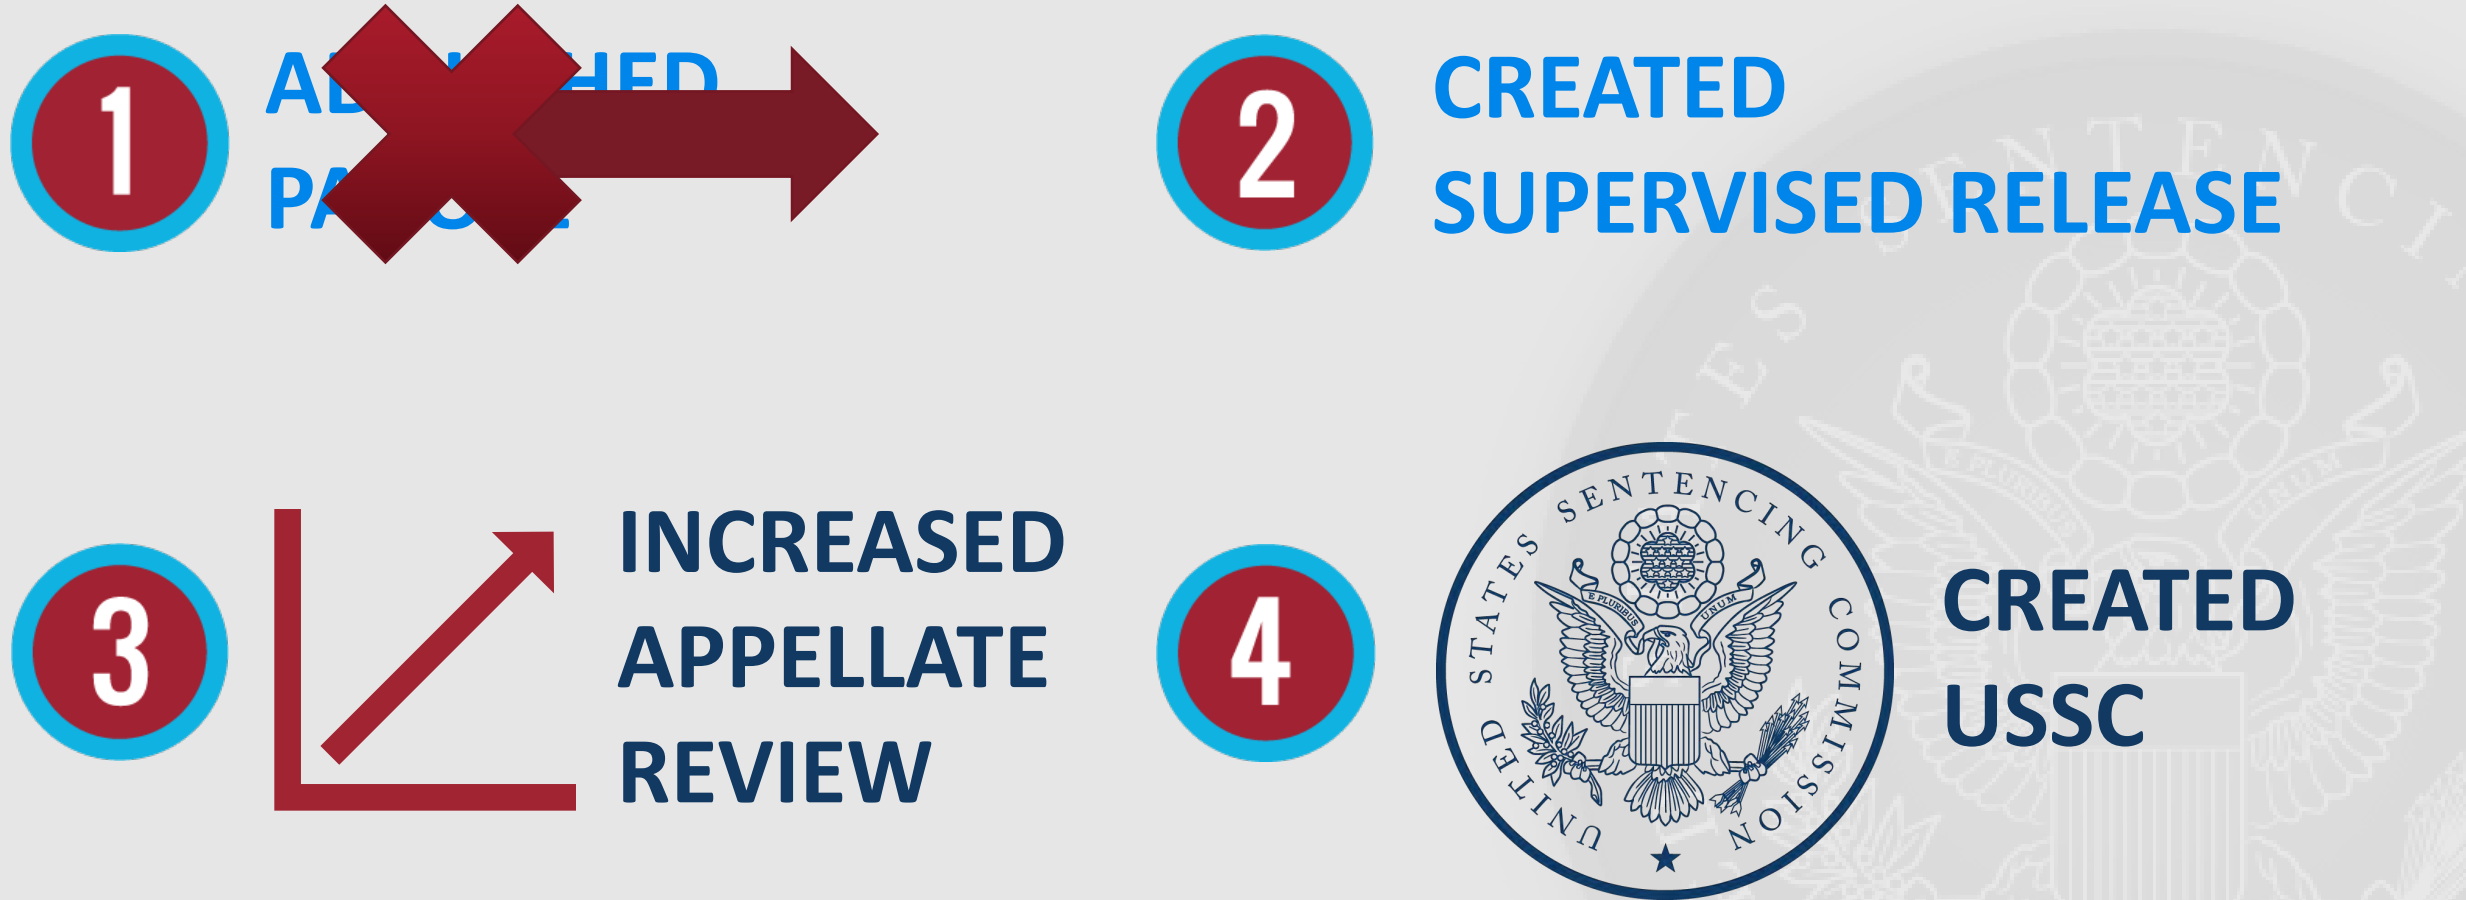 1
2
CREATED
SUPERVISED RELEASE
3
INCREASED
APPELLATE
REVIEW
4
UNITED STATES SENTENCING COMMISSION
E PLURIBUS UNUM
CREATED
USSC